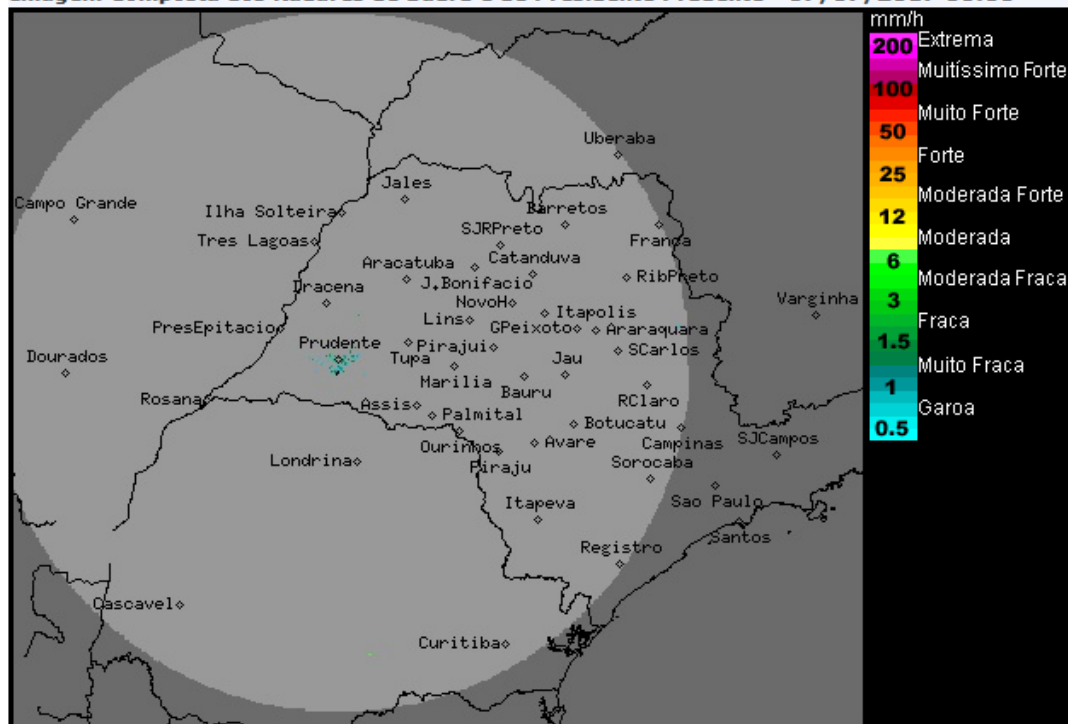 mm/h
200 Extrema
Muitíssimo Forte
100
Muito Forte
50
Forte
25
Moderada Forte
12
Moderada
6
Moderada Fraca
3
Fraca
1.5
Muito Fraca
1
Garoa
0.5
Uberaba
Jales
Campo Grande
Ilha Solteira
Barretos
SJRPreto
Franca
Tres Lagoas
Catanduva
Aracatuba
RibPreto
J.Bonifacio
Dracena
NovoH
Varginha
Itapolis
Lins
PresEpitacio
GPeixoto
Araraquara
Prudente
Pirajui
SCarlos
Dourados
Tupa
Jau
Marilia
Bauru
Rosana
RClaro
Assis
Palmital
Botucatu
Ourinhos
Avare
Campinas
SJCampos
Londrina
Piraju
Sorocaba
Itapeva
Sao Paulo
Santos
Registro
Cascavel
Curitiba